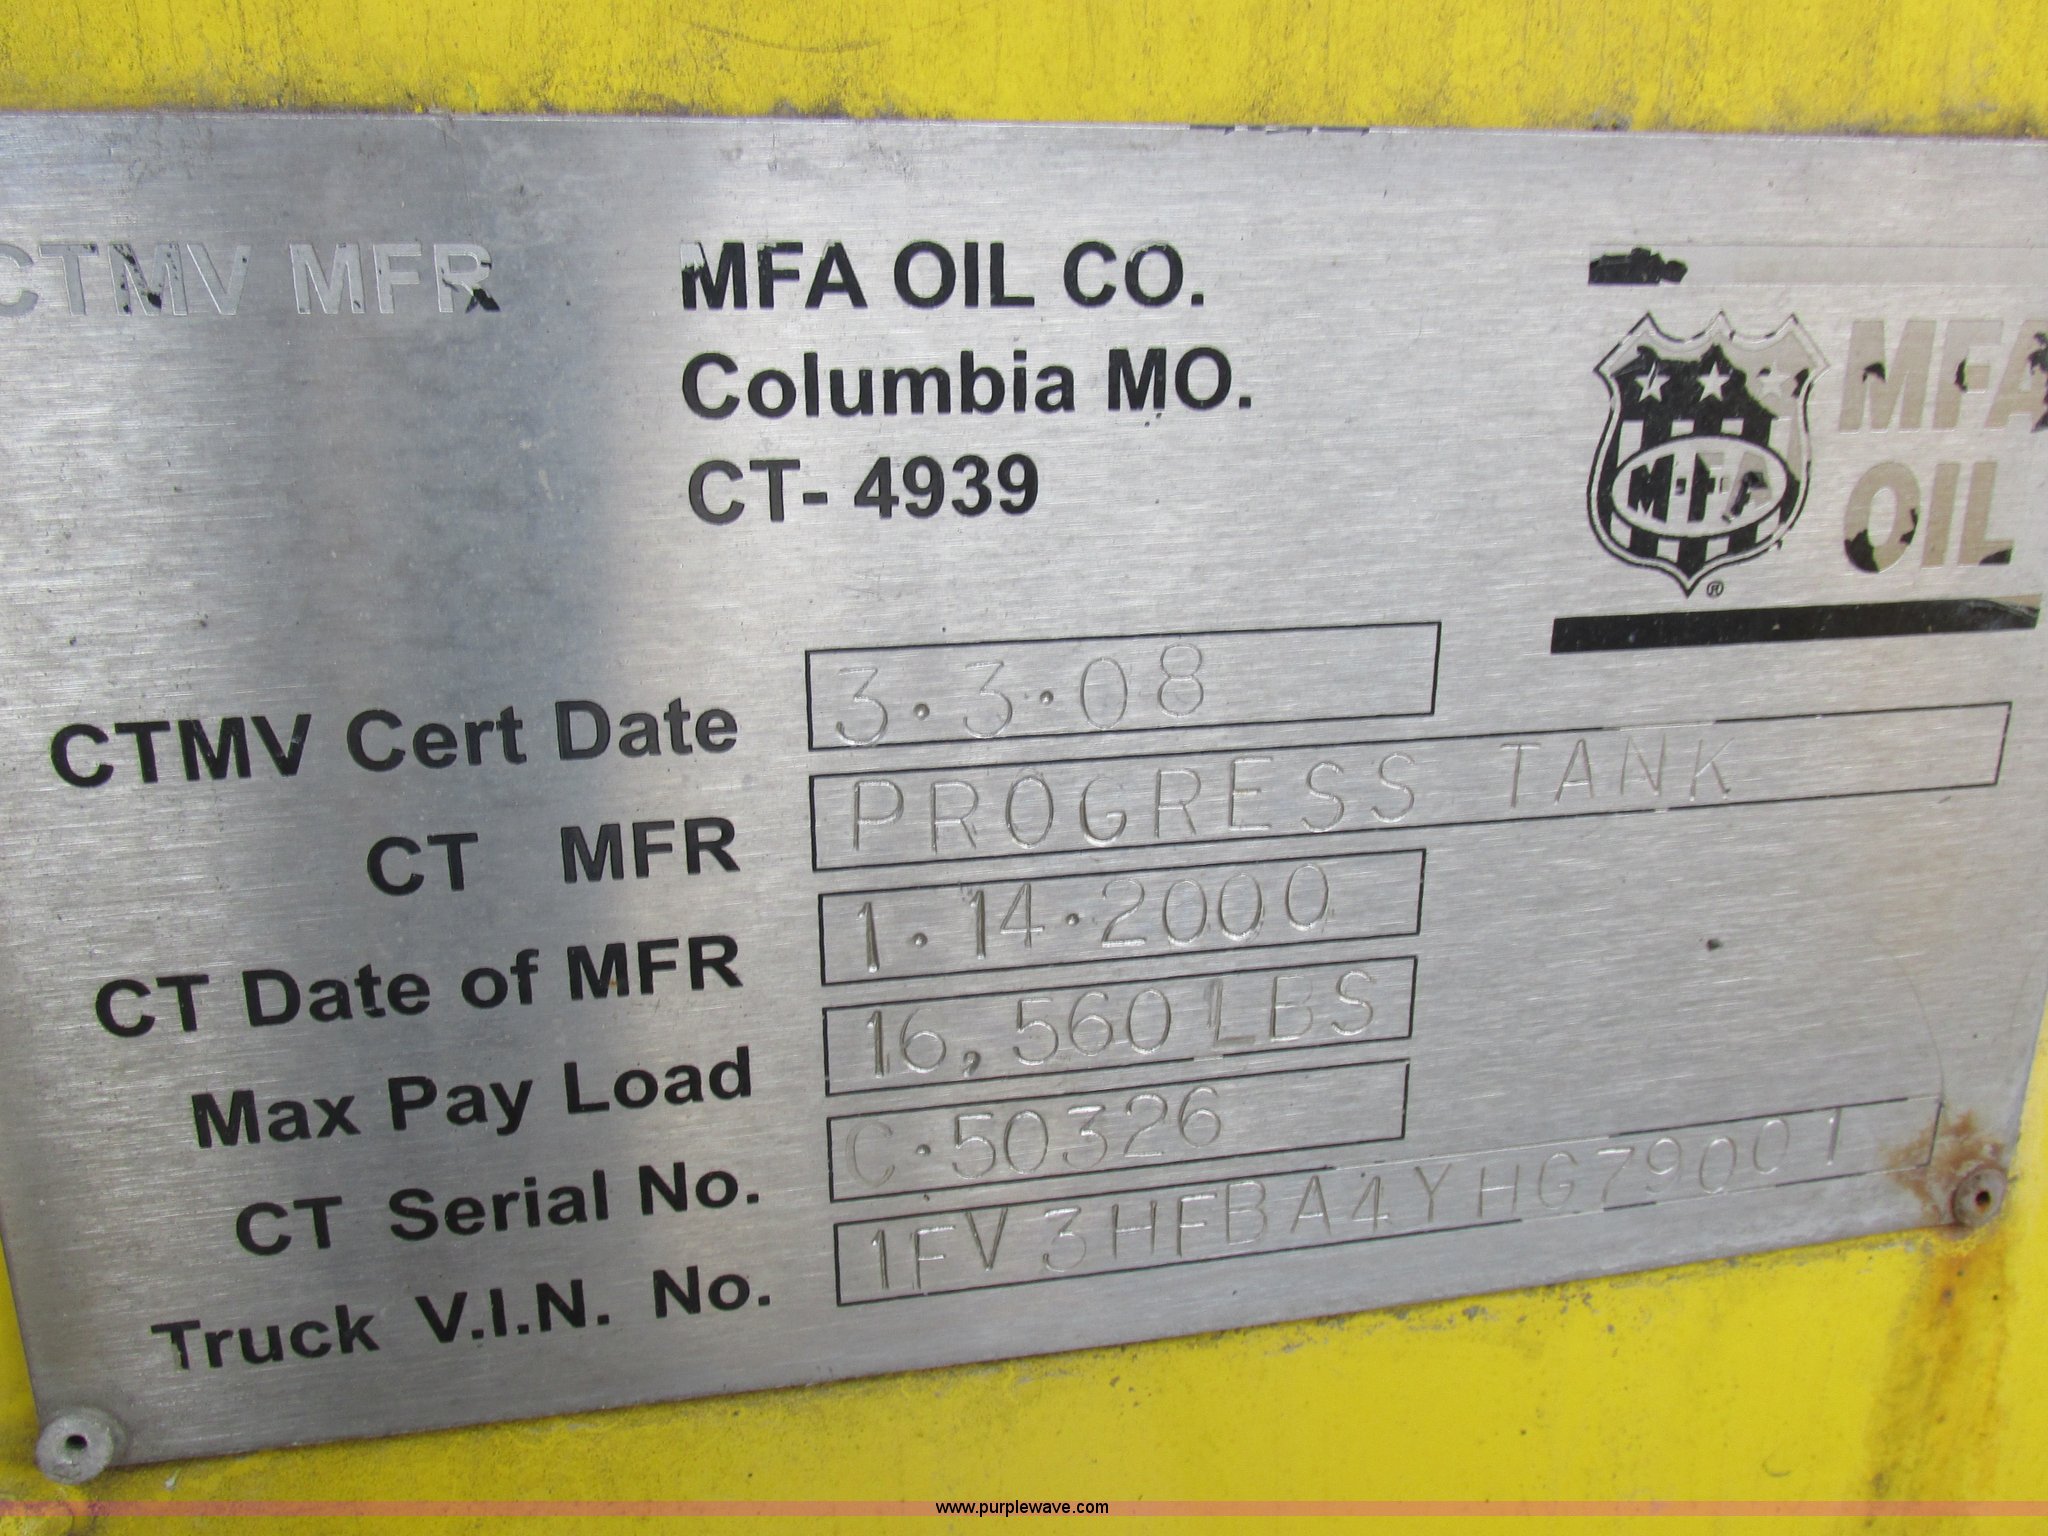 CTMV MFR MFA OIL CO.
Columbia MO.
CT- 4939
MFA
OIL
MFA
®
CTMV Cert Date 3.3.08
CT MFR PROGRESS TANK
CT Date of MFR 1.14.2000
Max Pay Load 16,560 LBS
CT Serial No. C.50326
Truck V.I.N. No. 1FV3HFBA4YHG79001
www.purplewave.com